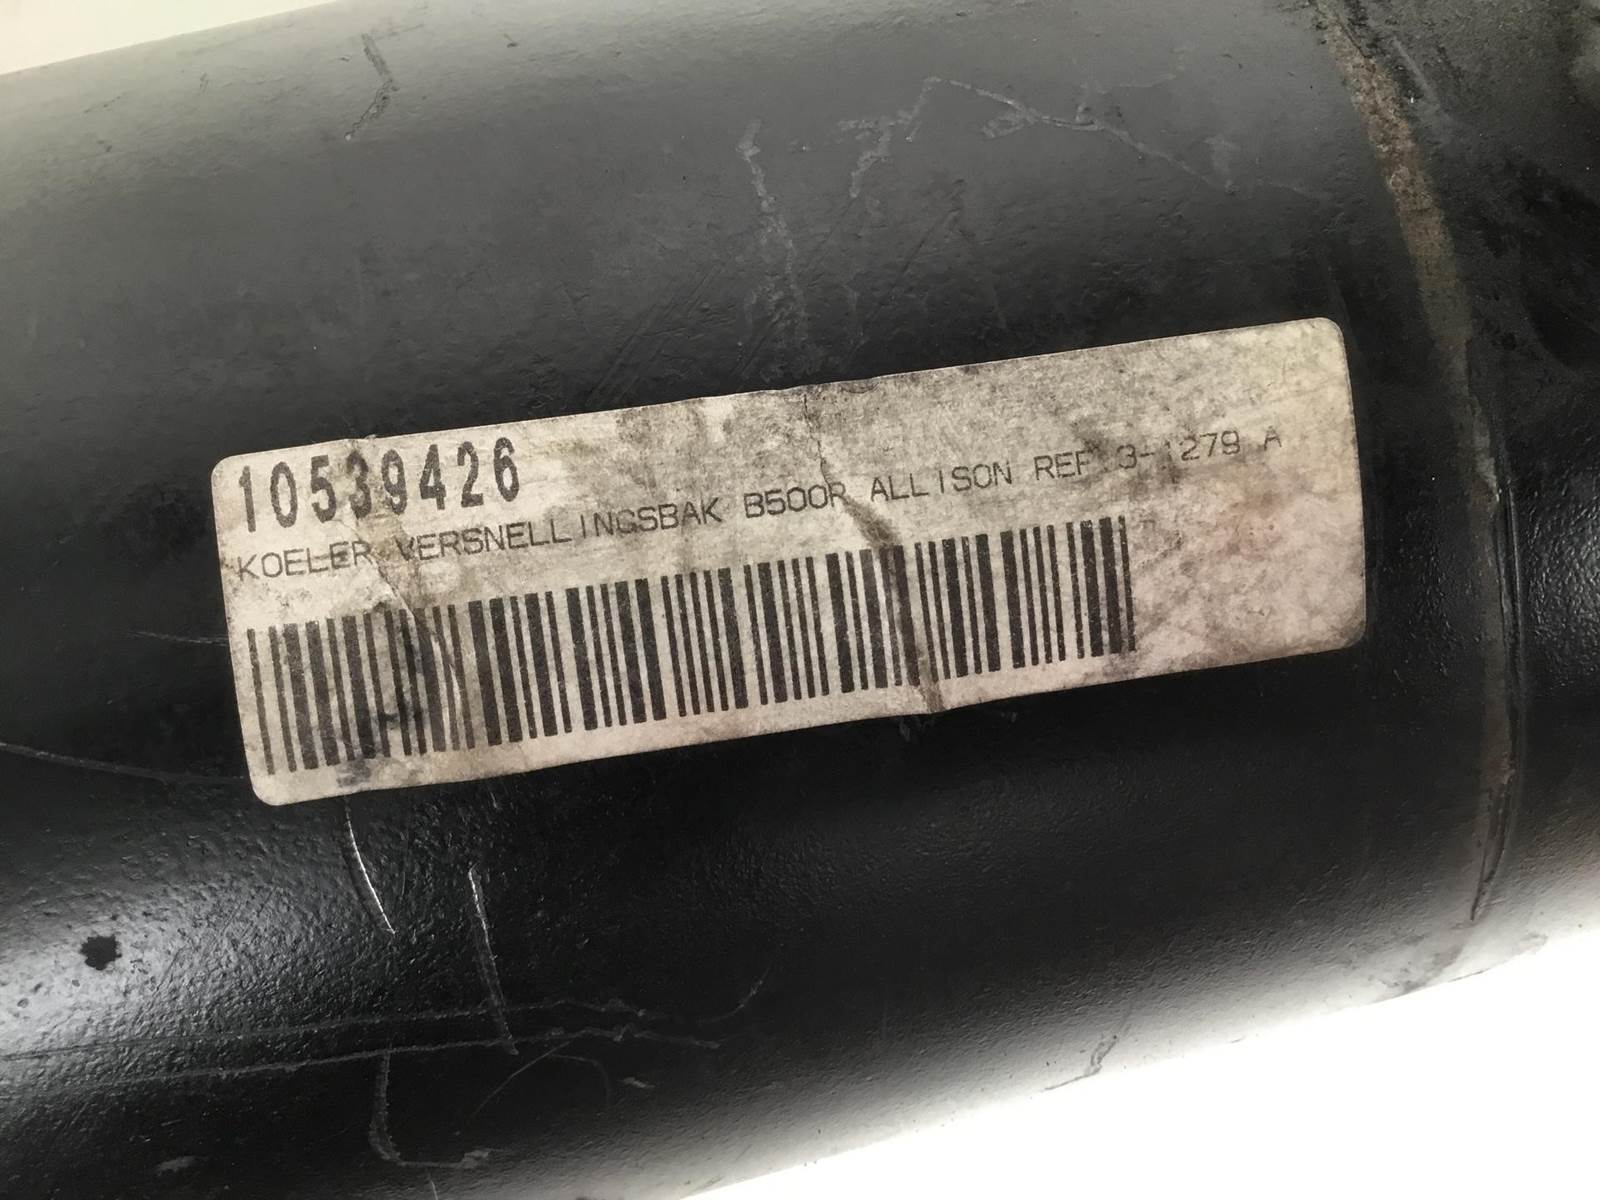 10539426
KOELER VERSNELLINGSBAK B500R ALLISON REF 3-1279 A